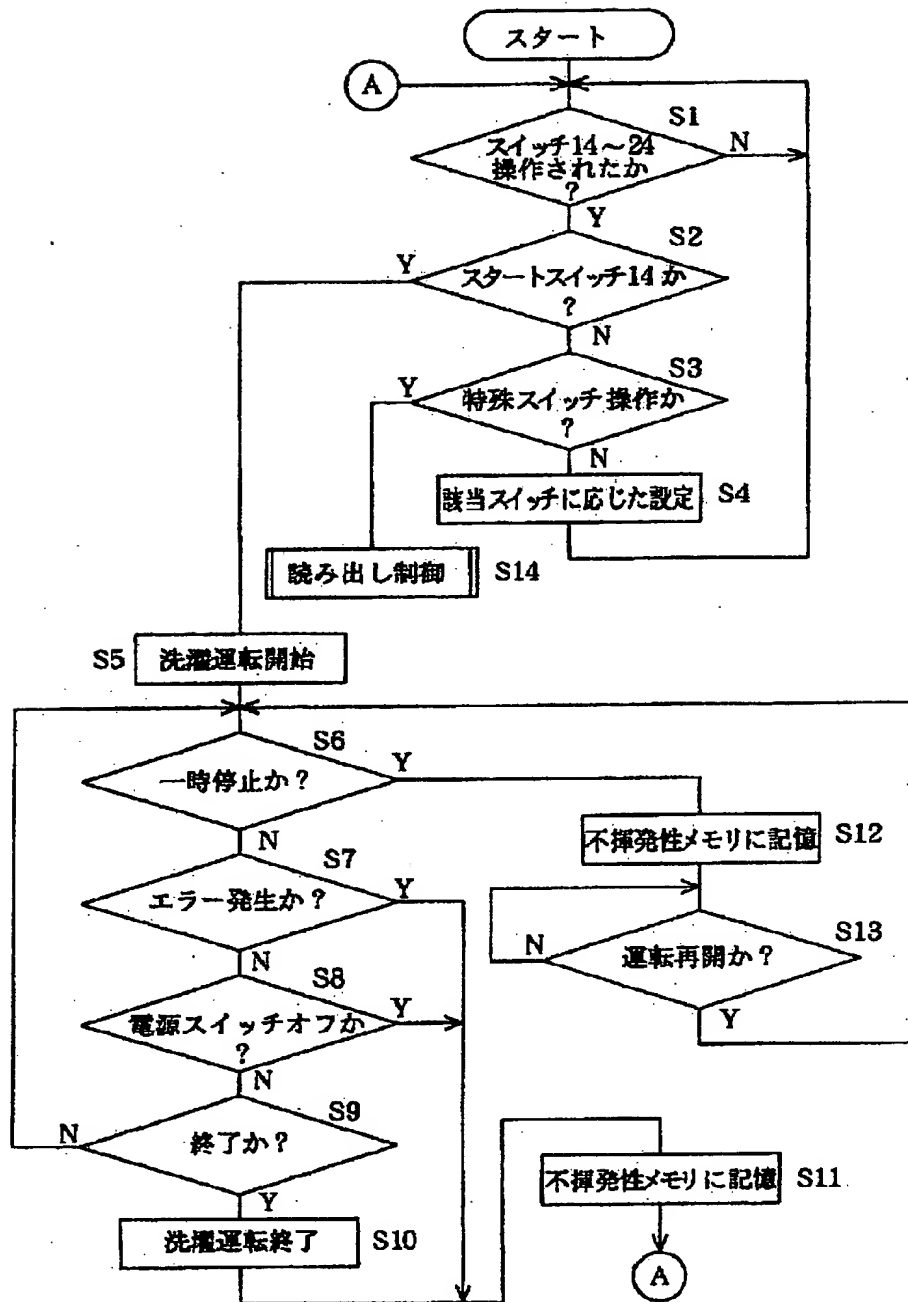 スタート
A
S1
スイッチ14～24
操作されたか
?
N
Y
S2
Y
スタートスイッチ14か
?
N
S3
Y
特殊スイッチ操作か
?
N
該当スイッチに応じた設定
S4
読み出し制御
S14
S5
洗濯運転開始
S6
一時停止か？
Y
N
不揮発性メモリに記憶
S12
S7
エラー発生か？
Y
N
S13
運転再開か？
N
Y
S8
電源スイッチオフか
?
Y
N
S9
終了か？
N
Y
不揮発性メモリに記憶
S11
洗濯運転終了
S10
A